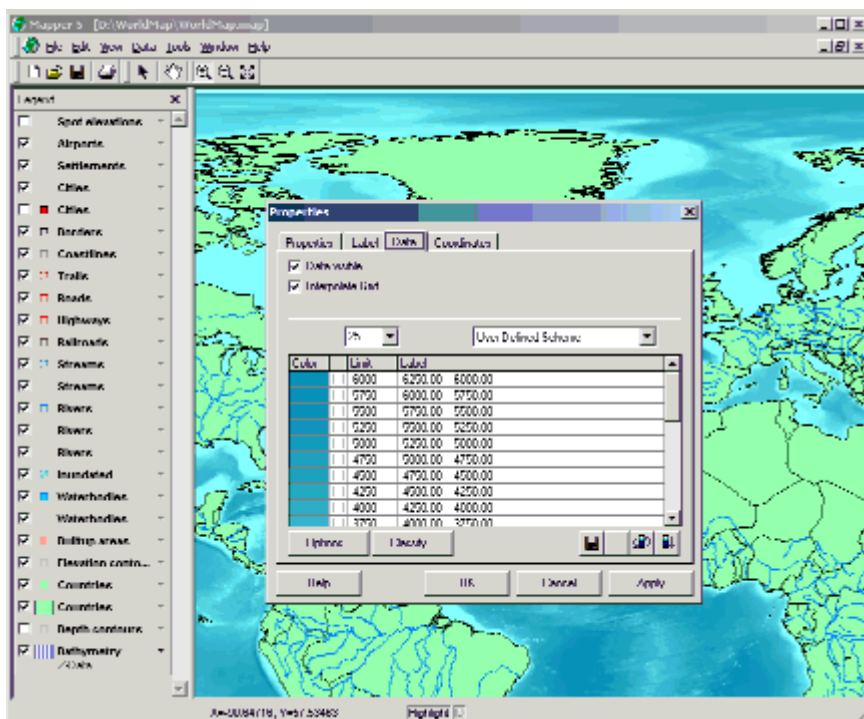 Mapper 5 [D:\WorldMap\WorldMap.map]
File Edit View Data Tools Window Help
Legend
Spot elevations
Airports
Settlements
Cities
Cities
Borders
Coastlines
Trails
Roads
Highways
Railroads
Streams
Streams
Rivers
Rivers
Rivers
Inundated
Waterbodies
Waterbodies
Builtup areas
Elevation conto...
Countries
Countries
Depth contours
Bathymetry
Properties
Properties Label Data Coordinates
Data visible
Interpolate Grid
25 User Defined Scheme
Color Limit Label
6000 6250.00 6000.00
5750 6000.00 5750.00
5500 5750.00 5500.00
5250 5500.00 5250.00
5000 5250.00 5000.00
4750 5000.00 4750.00
4500 4750.00 4500.00
4250 4500.00 4250.00
4000 4250.00 4000.00
3750 4000.00 3750.00
Options Classify
Help OK Cancel Apply
Highlight